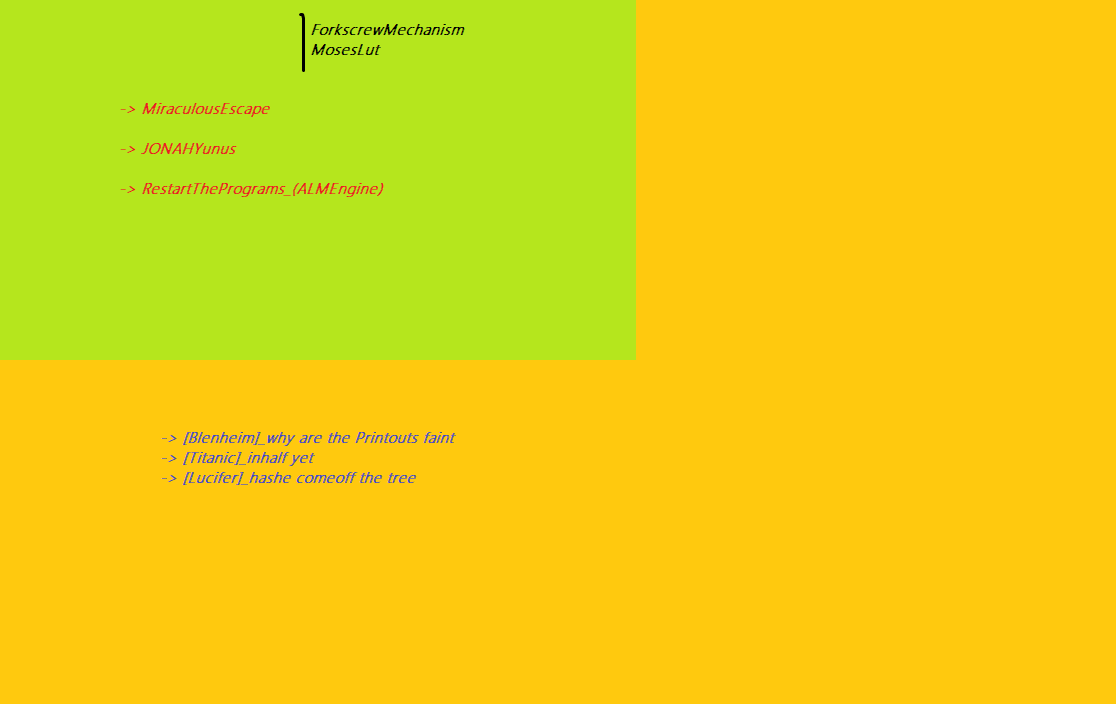 ForkscrewMechanism
MosesLut
-> MiraculousEscape
-> JONAHYunus
-> RestartThePrograms_(ALMEngine)
-> [Blenheim]_why are the Printouts faint
-> [Titanic]_inhalf yet
-> [Lucifer]_hashe comeoff the tree